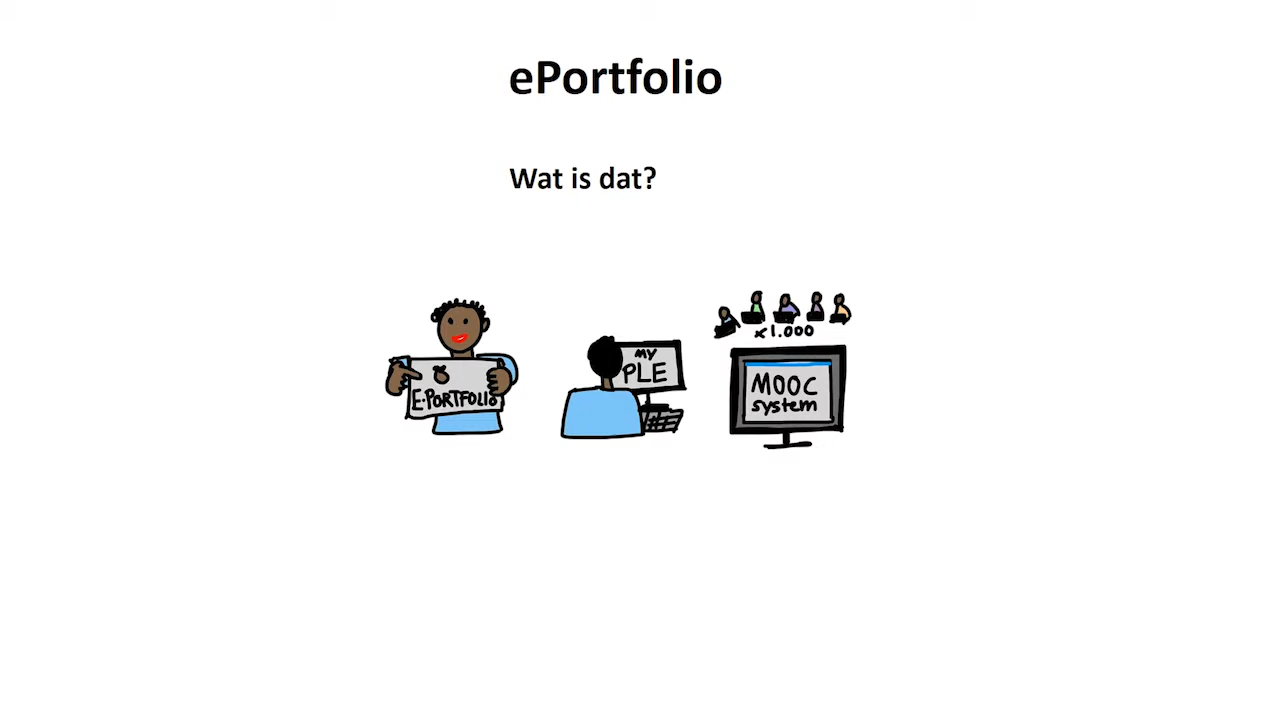 ePortfolio
Wat is dat?
E-PORTFOLIO
MY
PLE
x1.000
MOOC
system